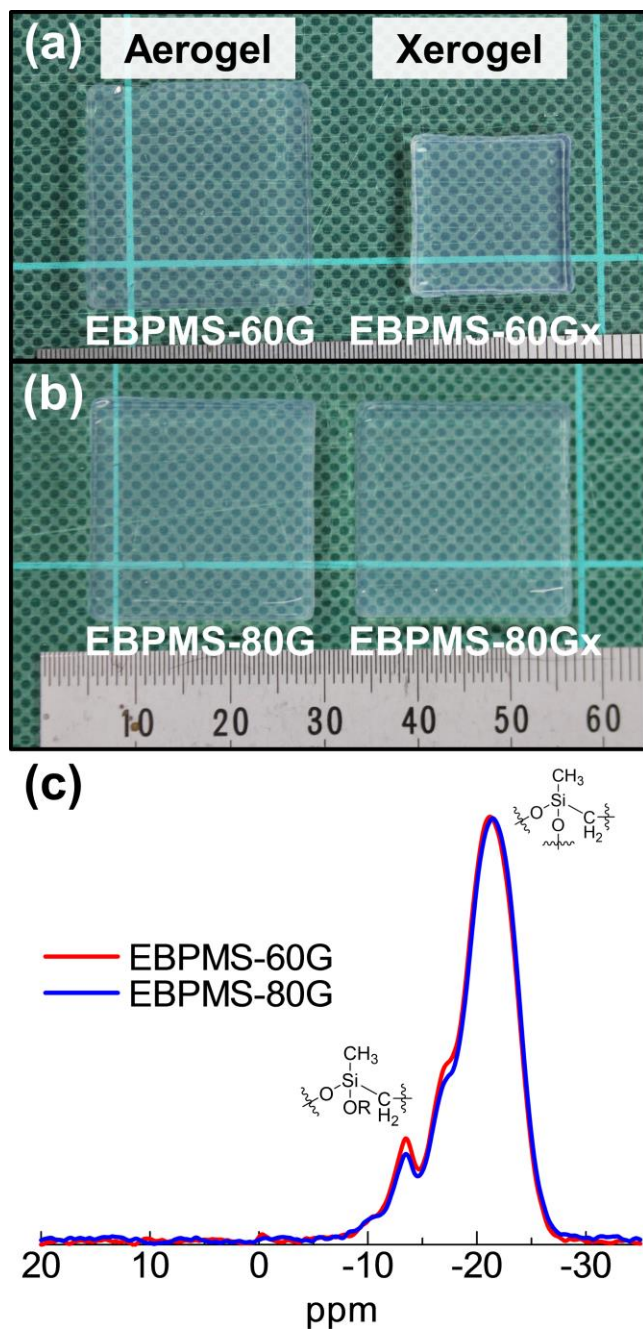 (a)
Aerogel
Xerogel
EBPMS-60G
EBPMS-60Gx
(b)
EBPMS-80G
EBPMS-80Gx
10 20 30 40 50 60
(c)
CH3
Si
O
O
C
H2
EBPMS-60G
EBPMS-80G
CH3
Si
O
OR
C
H2
20 10 0 -10 -20 -30
ppm